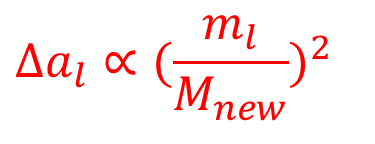 Δa_l ∝ (m_l / M_new)^2